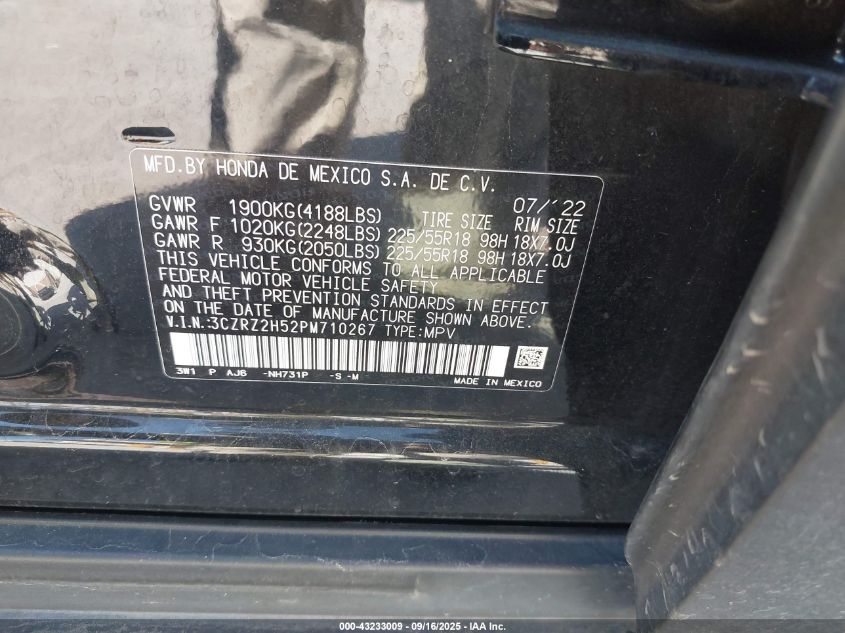 MFD.BY HONDA DE MEXICO S.A. DE C.V.
07/'22
GVWR 1900KG(4188LBS) TIRE SIZE RIM SIZE
GAWR F 1020KG(2248LBS) 225/55R18 98H 18X7.0J
GAWR R 930KG(2050LBS) 225/55R18 98H 18X7.0J
THIS VEHICLE CONFORMS TO ALL APPLICABLE
FEDERAL MOTOR VEHICLE SAFETY
AND THEFT PREVENTION STANDARDS IN EFFECT
ON THE DATE OF MANUFACTURE SHOWN ABOVE.
V.I.N.:3CZRZ2H52PM710267 TYPE:MPV
3W1 P AJ6 -NH731P -S -M MADE IN MEXICO
000-43233009 - 09/16/2025 - IAA Inc.